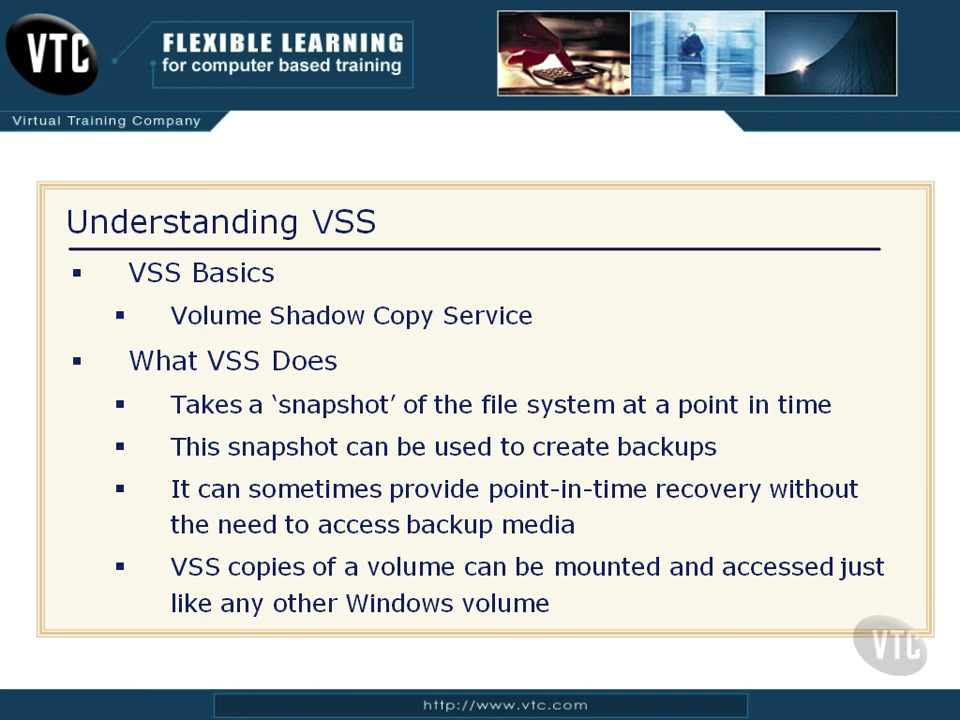 VTC
FLEXIBLE LEARNING
for computer based training
Virtual Training Company
Understanding VSS
▪ VSS Basics
▪ Volume Shadow Copy Service
▪ What VSS Does
▪ Takes a ‘snapshot’ of the file system at a point in time
▪ This snapshot can be used to create backups
▪ It can sometimes provide point-in-time recovery without
the need to access backup media
▪ VSS copies of a volume can be mounted and accessed just
like any other Windows volume
VTC
http://www.vtc.com